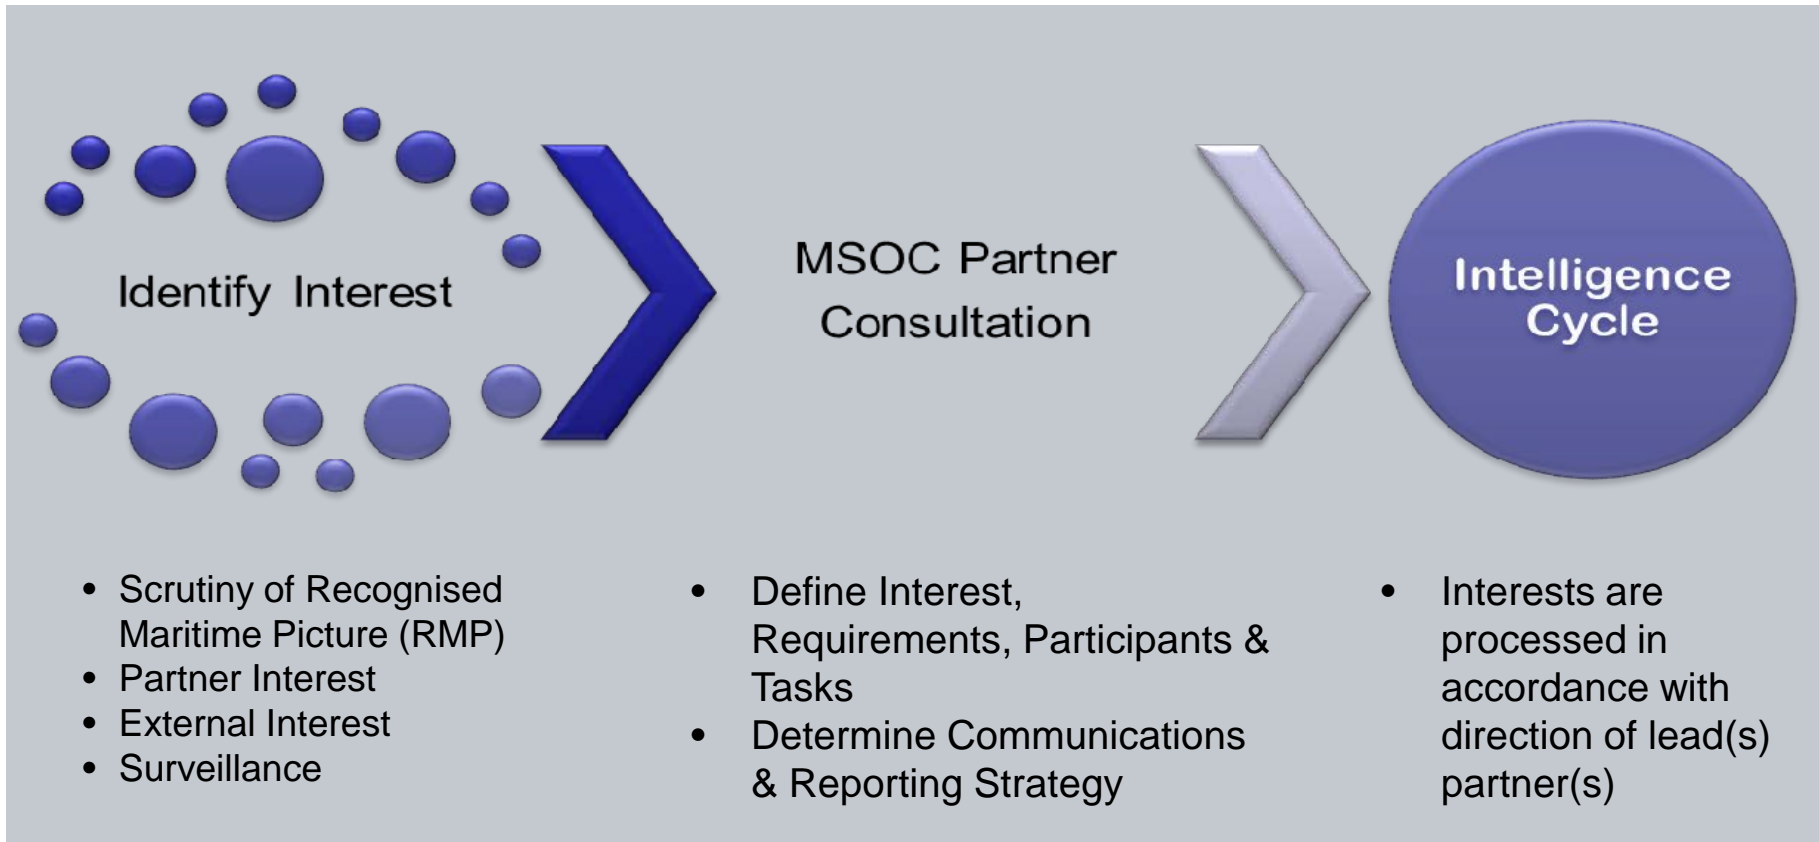 Identify Interest
MSOC Partner
Consultation
Intelligence
Cycle
• Scrutiny of Recognised
Maritime Picture (RMP)
• Partner Interest
• External Interest
• Surveillance
• Define Interest,
Requirements, Participants &
Tasks
• Determine Communications
& Reporting Strategy
• Interests are
processed in
accordance with
direction of lead(s)
partner(s)